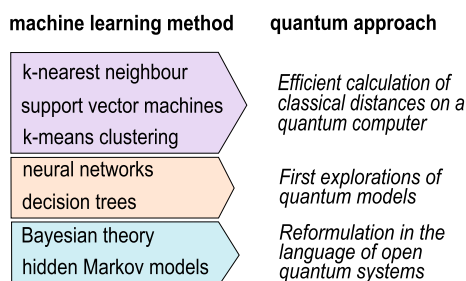 machine learning method quantum approach
k-nearest neighbour
support vector machines
k-means clustering
Efficient calculation of
classical distances on a
quantum computer
neural networks
decision trees
First explorations of
quantum models
Bayesian theory
hidden Markov models
Reformulation in the
language of open
quantum systems